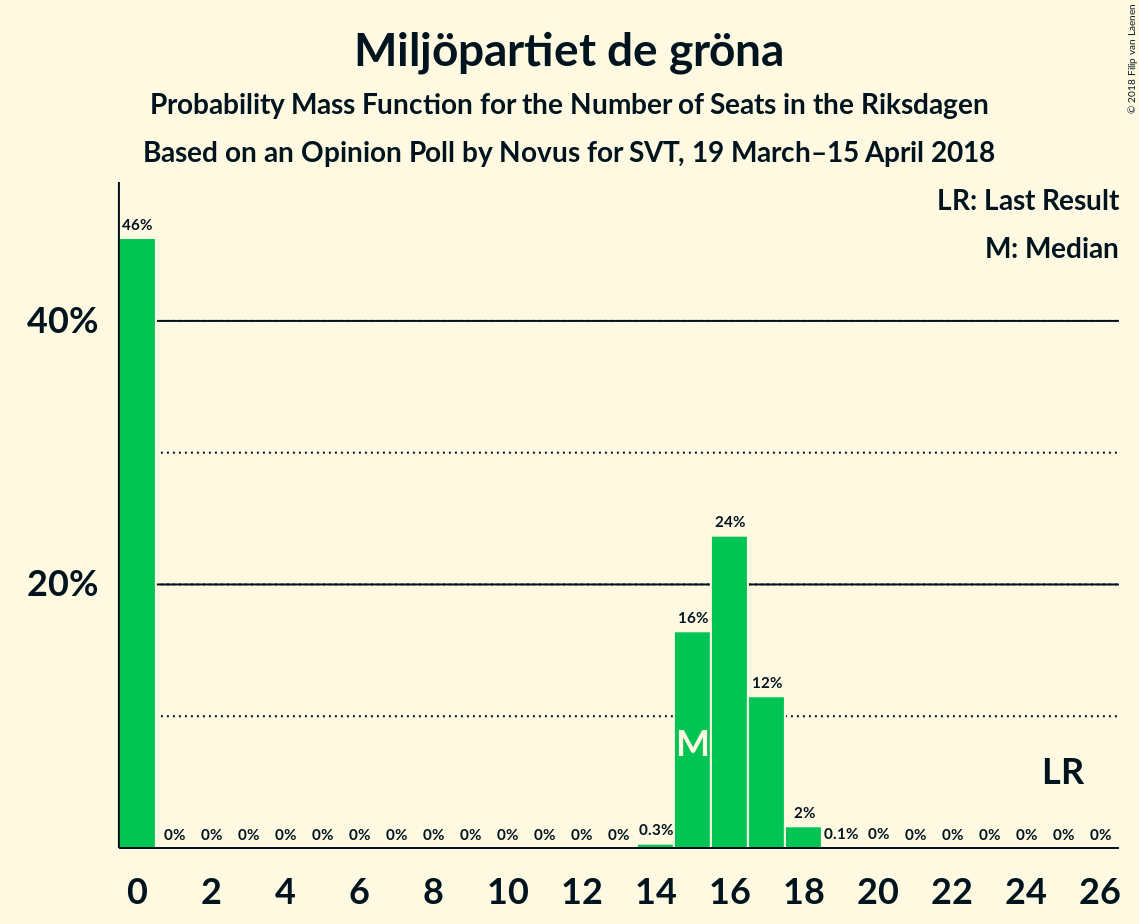 Miljöpartiet de gröna
Probability Mass Function for the Number of Seats in the Riksdagen
Based on an Opinion Poll by Novus for SVT, 19 March–15 April 2018
© 2018 Filip van Laenen
LR: Last Result
M: Median
46%
40%
24%
20%
16%
12%
M
LR
0% 0% 0% 0% 0% 0% 0% 0% 0% 0% 0% 0% 0% 0.3% 2% 0.1% 0% 0% 0% 0% 0% 0% 0%
0 2 4 6 8 10 12 14 16 18 20 22 24 26